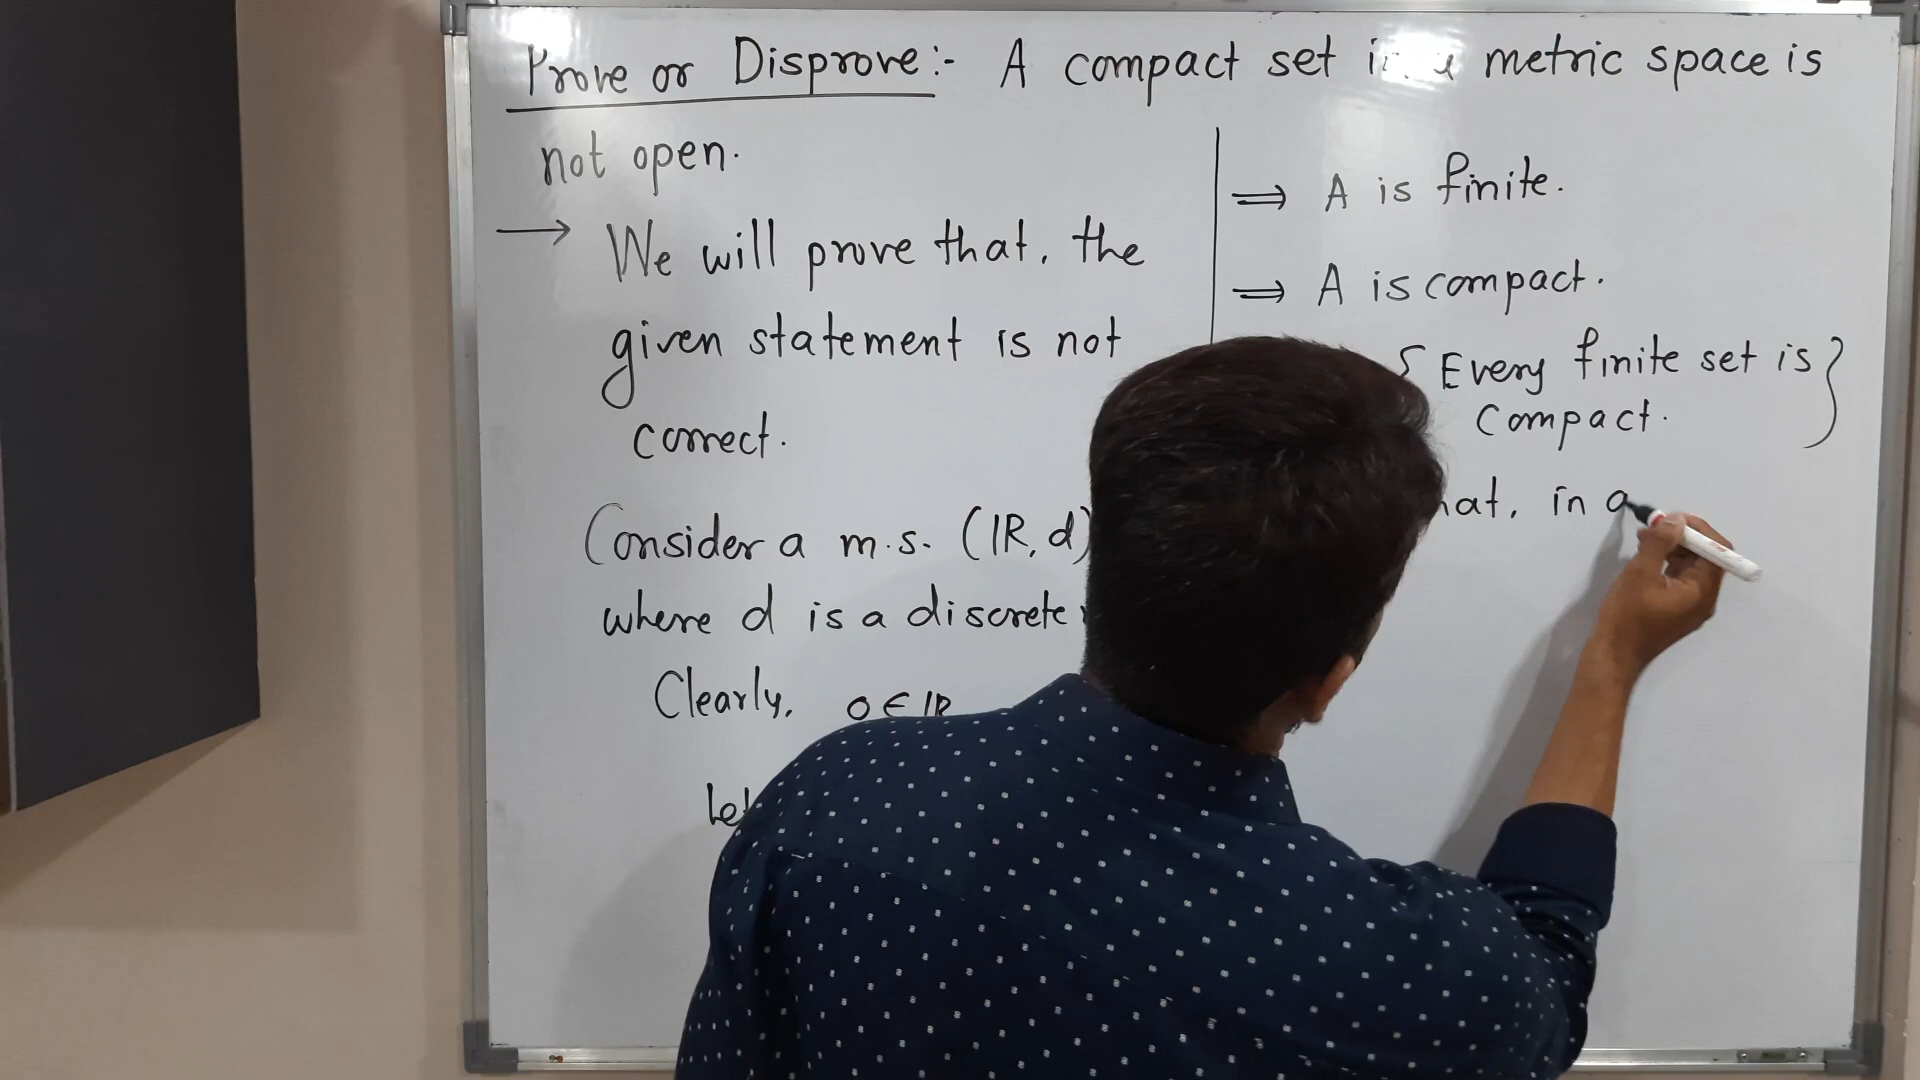 Prove or Disprove:- A compact set metric space is
not open.
→ We will prove that, the
given statement is not
correct.
Consider a m.s. (IR, d)
where d is a discrete
Clearly, 0 ∈ IR
Let
⇒ A is finite.
⇒ A is compact.
{ Every finite set is }
Compact.
in a